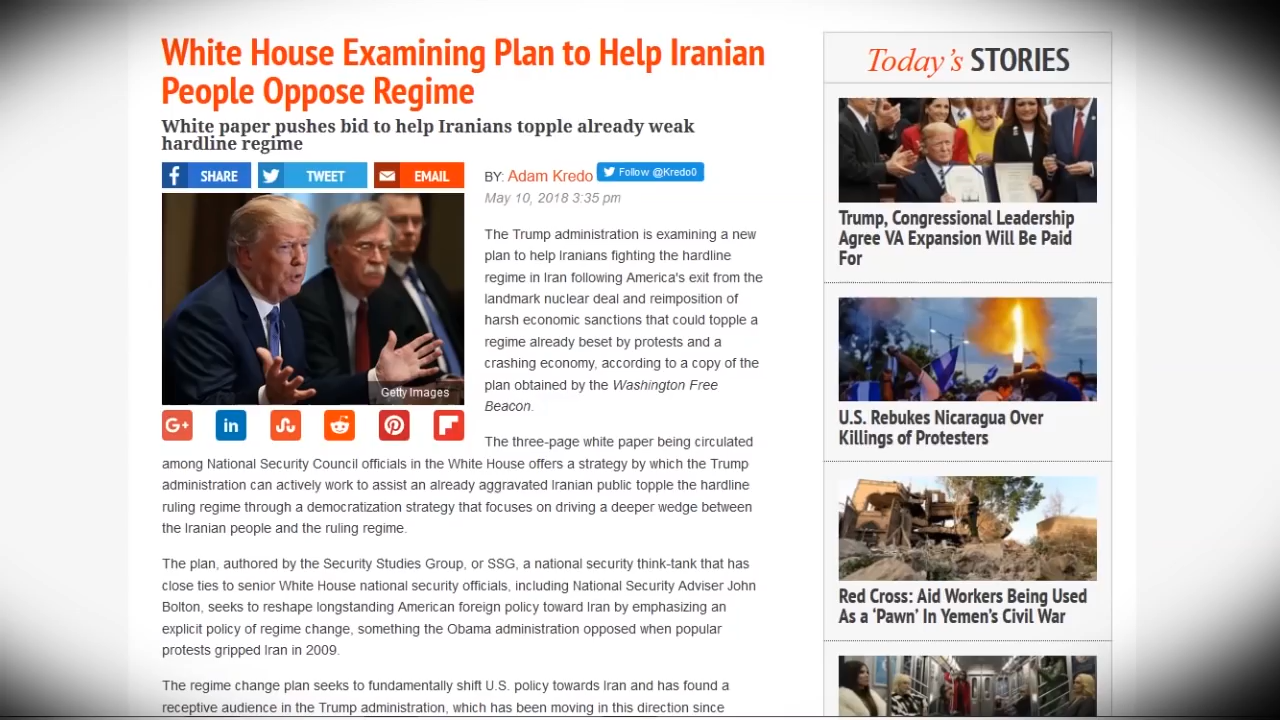 White House Examining Plan to Help Iranian
People Oppose Regime
White paper pushes bid to help Iranians topple already weak
hardline regime
SHARE
TWEET
EMAIL
BY: Adam Kredo
Follow @Kredo0
May 10, 2018 3:35 pm
Getty Images
The Trump administration is examining a new
plan to help Iranians fighting the hardline
regime in Iran following America's exit from the
landmark nuclear deal and reimposition of
harsh economic sanctions that could topple a
regime already beset by protests and a
crashing economy, according to a copy of the
plan obtained by the Washington Free
Beacon.
G+
in
The three-page white paper being circulated
among National Security Council officials in the White House offers a strategy by which the Trump
administration can actively work to assist an already aggravated Iranian public topple the hardline
ruling regime through a democratization strategy that focuses on driving a deeper wedge between
the Iranian people and the ruling regime.
The plan, authored by the Security Studies Group, or SSG, a national security think-tank that has
close ties to senior White House national security officials, including National Security Adviser John
Bolton, seeks to reshape longstanding American foreign policy toward Iran by emphasizing an
explicit policy of regime change, something the Obama administration opposed when popular
protests gripped Iran in 2009.
The regime change plan seeks to fundamentally shift U.S. policy towards Iran and has found a
receptive audience in the Trump administration, which has been moving in this direction since
Today's STORIES
Trump, Congressional Leadership
Agree VA Expansion Will Be Paid
For
U.S. Rebukes Nicaragua Over
Killings of Protesters
Red Cross: Aid Workers Being Used
As a ‘Pawn’ In Yemen’s Civil War